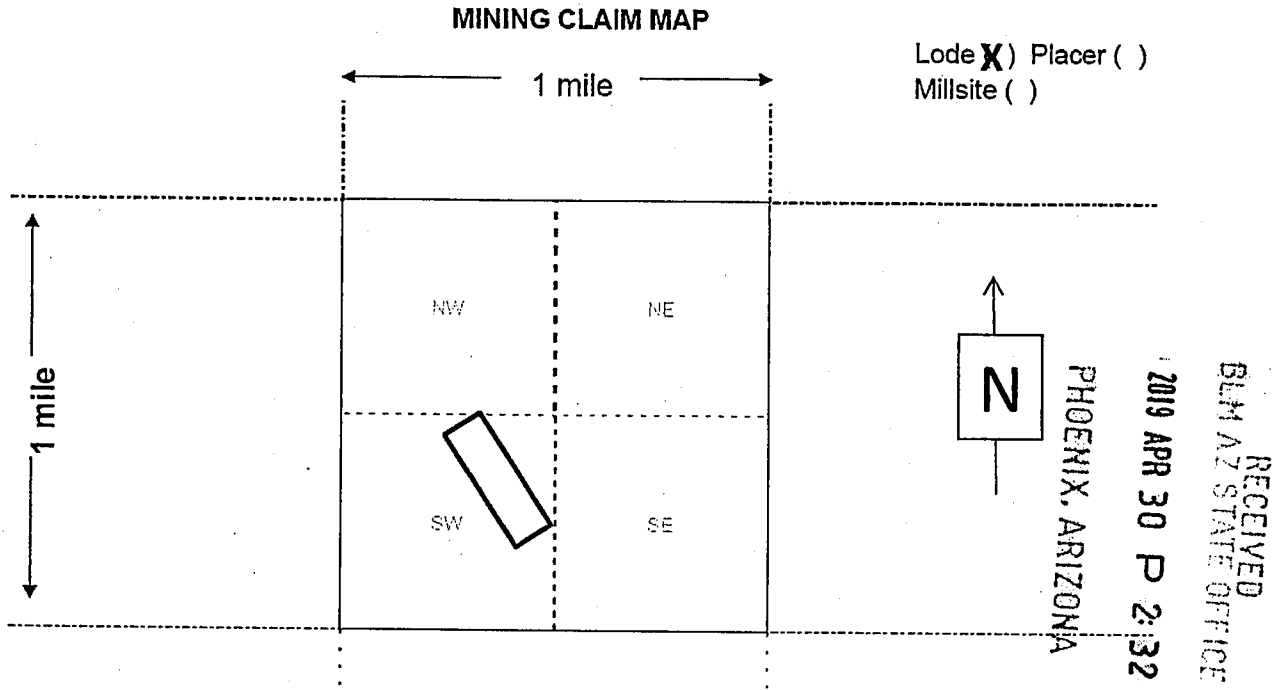 MINING CLAIM MAP
Lode X) Placer ( )
Millsite ( )
1 mile
1 mile
NW
NE
SW
SE
N
RECEIVED
BLM AZ STATE OFFICE
2019 APR 30 P 2:32
PHOENIX, ARIZONA